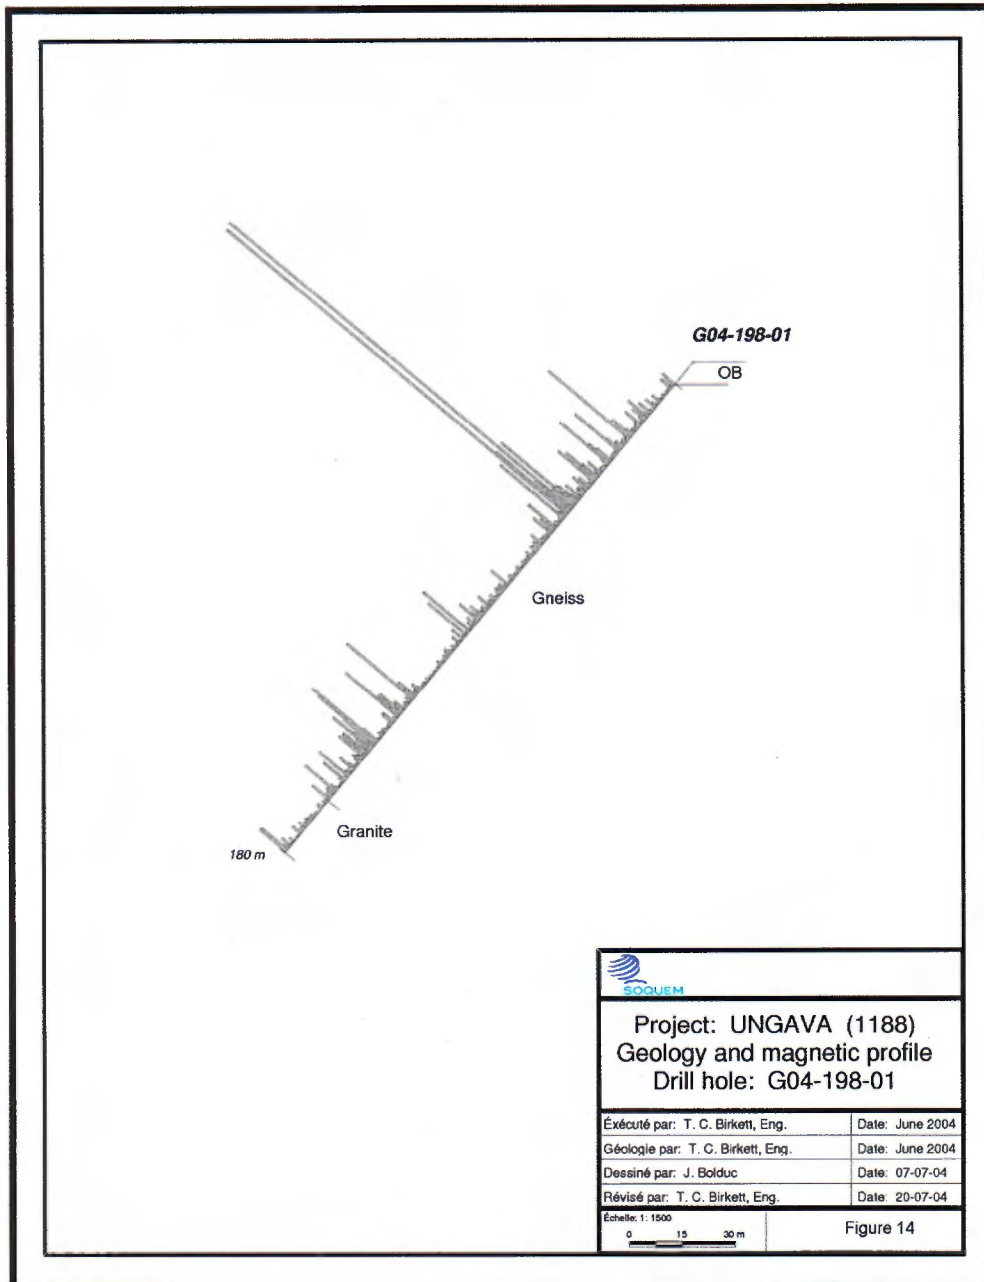 G04-198-01
OB
Gneiss
Granite
180 m
SOQUEM
Project: UNGAVA (1188)
Geology and magnetic profile
Drill hole: G04-198-01
Éxécuté par: T. C. Birkett, Eng. Date: June 2004
Géologie par: T. C. Birkett, Eng. Date: June 2004
Dessiné par: J. Bolduc Date: 07-07-04
Révisé par: T. C. Birkett, Eng. Date: 20-07-04
Échelle: 1: 1500
0 15 30 m
Figure 14